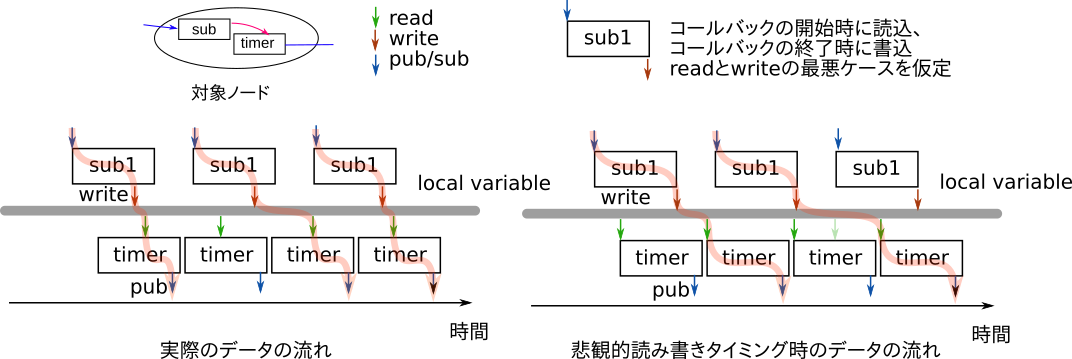 sub
timer
対象ノード
read
write
pub/sub
sub1
コールバックの開始時に読込、
コールバックの終了時に書込
readとwriteの最悪ケースを仮定
sub1
sub1
sub1
write
local variable
timer
timer
timer
timer
pub
時間
実際のデータの流れ
sub1
sub1
sub1
write
local variable
timer
timer
timer
timer
pub
時間
悲観的読み書きタイミング時のデータの流れ